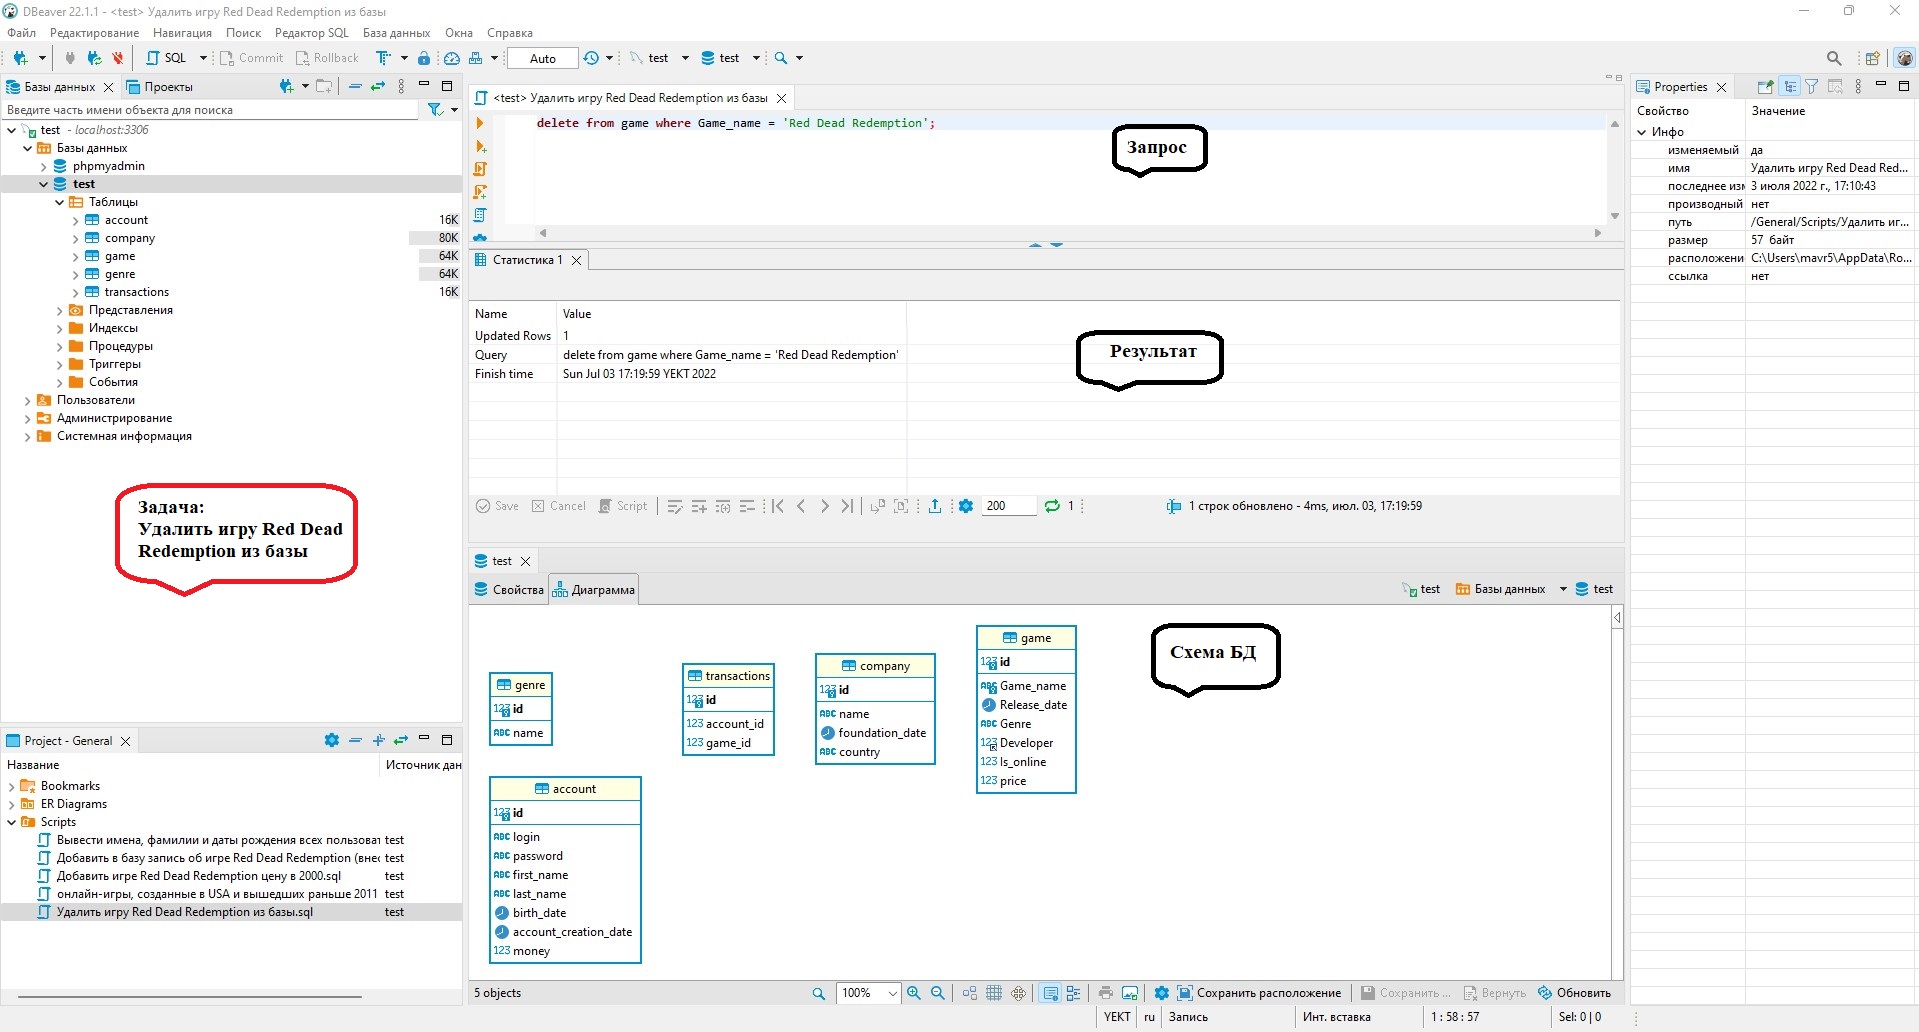 DBeaver 22.1.1 - <test> Удалить игру Red Dead Redemption из базы
Файл Редактирование Навигация Поиск Редактор SQL База данных Окна Справка
SQL Commit Rollback Auto test test
Базы данных Проекты
Введите часть имени объекта для поиска
test - localhost:3306
Базы данных
phpmyadmin
test
Таблицы
account 16K
company 80K
game 64K
genre 64K
transactions 16K
Представления
Индексы
Процедуры
Триггеры
События
Пользователи
Администрирование
Системная информация
Задача:
Удалить игру Red Dead
Redemption из базы
Project - General
Название Источник дан
Bookmarks
ER Diagrams
Scripts
Вывести имена, фамилии и даты рождения всех пользоват test
Добавить в базу запись об игре Red Dead Redemption (внес test
Добавить игре Red Dead Redemption цену в 2000.sql test
онлайн-игры, созданные в USA и вышедших раньше 2011 test
Удалить игру Red Dead Redemption из базы.sql test
<test> Удалить игру Red Dead Redemption из базы
delete from game where Game_name = 'Red Dead Redemption';
Запрос
Статистика 1
Name Value
Updated Rows 1
Query delete from game where Game_name = 'Red Dead Redemption'
Finish time Sun Jul 03 17:19:59 YEKT 2022
Результат
Save Cancel Script 200 1 1 строк обновлено - 4ms, июл. 03, 17:19:59
test
Свойства Диаграмма test Базы данных test
Схема БД
genre
id
name
transactions
id
account_id
game_id
company
id
name
foundation_date
country
game
id
Game_name
Release_date
Genre
Developer
Is_online
price
account
id
login
password
first_name
last_name
birth_date
account_creation_date
money
5 objects 100% Сохранить расположение Сохранить ... Вернуть Обновить
YEKT ru Запись Инт. вставка 1 : 58 : 57 Sel: 0 | 0
Properties
Свойство Значение
Инфо
изменяемый да
имя Удалить игру Red Dead Red...
последнее изм 3 июля 2022 г., 17:10:43
производный нет
путь /General/Scripts/Удалить иг...
размер 57 байт
расположени C:\Users\mavr5\AppData\Ro...
ссылка нет